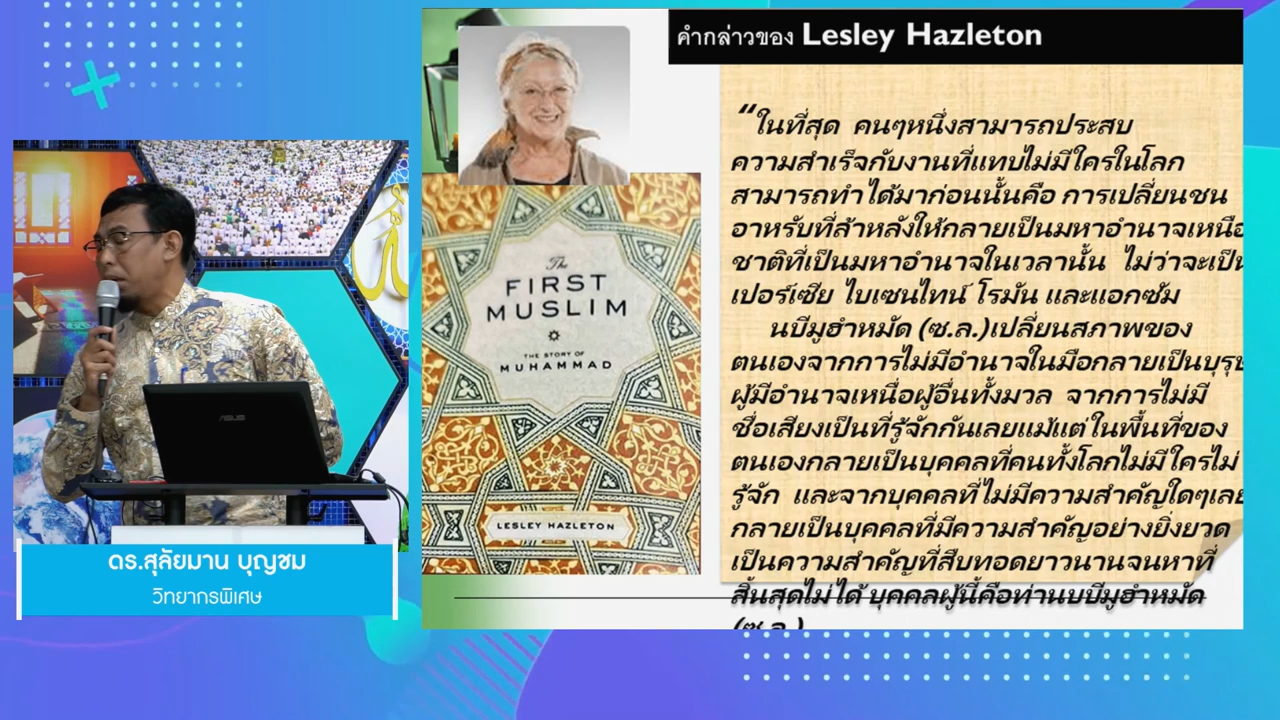 คำกล่าวของ Lesley Hazleton
“ในที่สุด คนๆหนึ่งสามารถประสบ
ความสำเร็จกับงานที่แทบไม่มีใครในโลก
สามารถทำได้มาก่อนนั้นคือ การเปลี่ยนชน
อาหรับที่ล้าหลังให้กลายเป็นมหาอำนาจเหนือ
ชาติที่เป็นมหาอำนาจในเวลานั้น ไม่ว่าจะเป็น
เปอร์เซีย ไบเซนไทน์ โรมัน และแอกซัม
นบีมูฮำหมัด (ซ.ล.)เปลี่ยนสภาพของ
ตนเองจากการไม่มีอำนาจในมือกลายเป็นบุรุษ
ผู้มีอำนาจเหนื่อผู้อื่นทั้งมวล จากการไม่มี
ชื่อเสียงเป็นที่รู้จักกันเลยแม้แต่ในพื้นที่ของ
ตนเองกลายเป็นบุคคลที่คนทั้งโลกไม่มีใครไม่
รู้จัก และจากบุคคลที่ไม่มีความสำคัญใดๆเลย
กลายเป็นบุคคลที่มีความสำคัญอย่างยิ่งยวด
เป็นความสำคัญที่สืบทอดยาวนานจนหาที่
สิ้นสุดไม่ได้ บุคคลผู้นี้คือท่านบบีมูฮำหมัด
(ซ.ล.)
The
FIRST
MUSLIM
THE STORY OF
MUHAMMAD
LESLEY HAZLETON
ASUS
ดร.สุลัยมาน บุญชม
วิทยากรพิเศษ